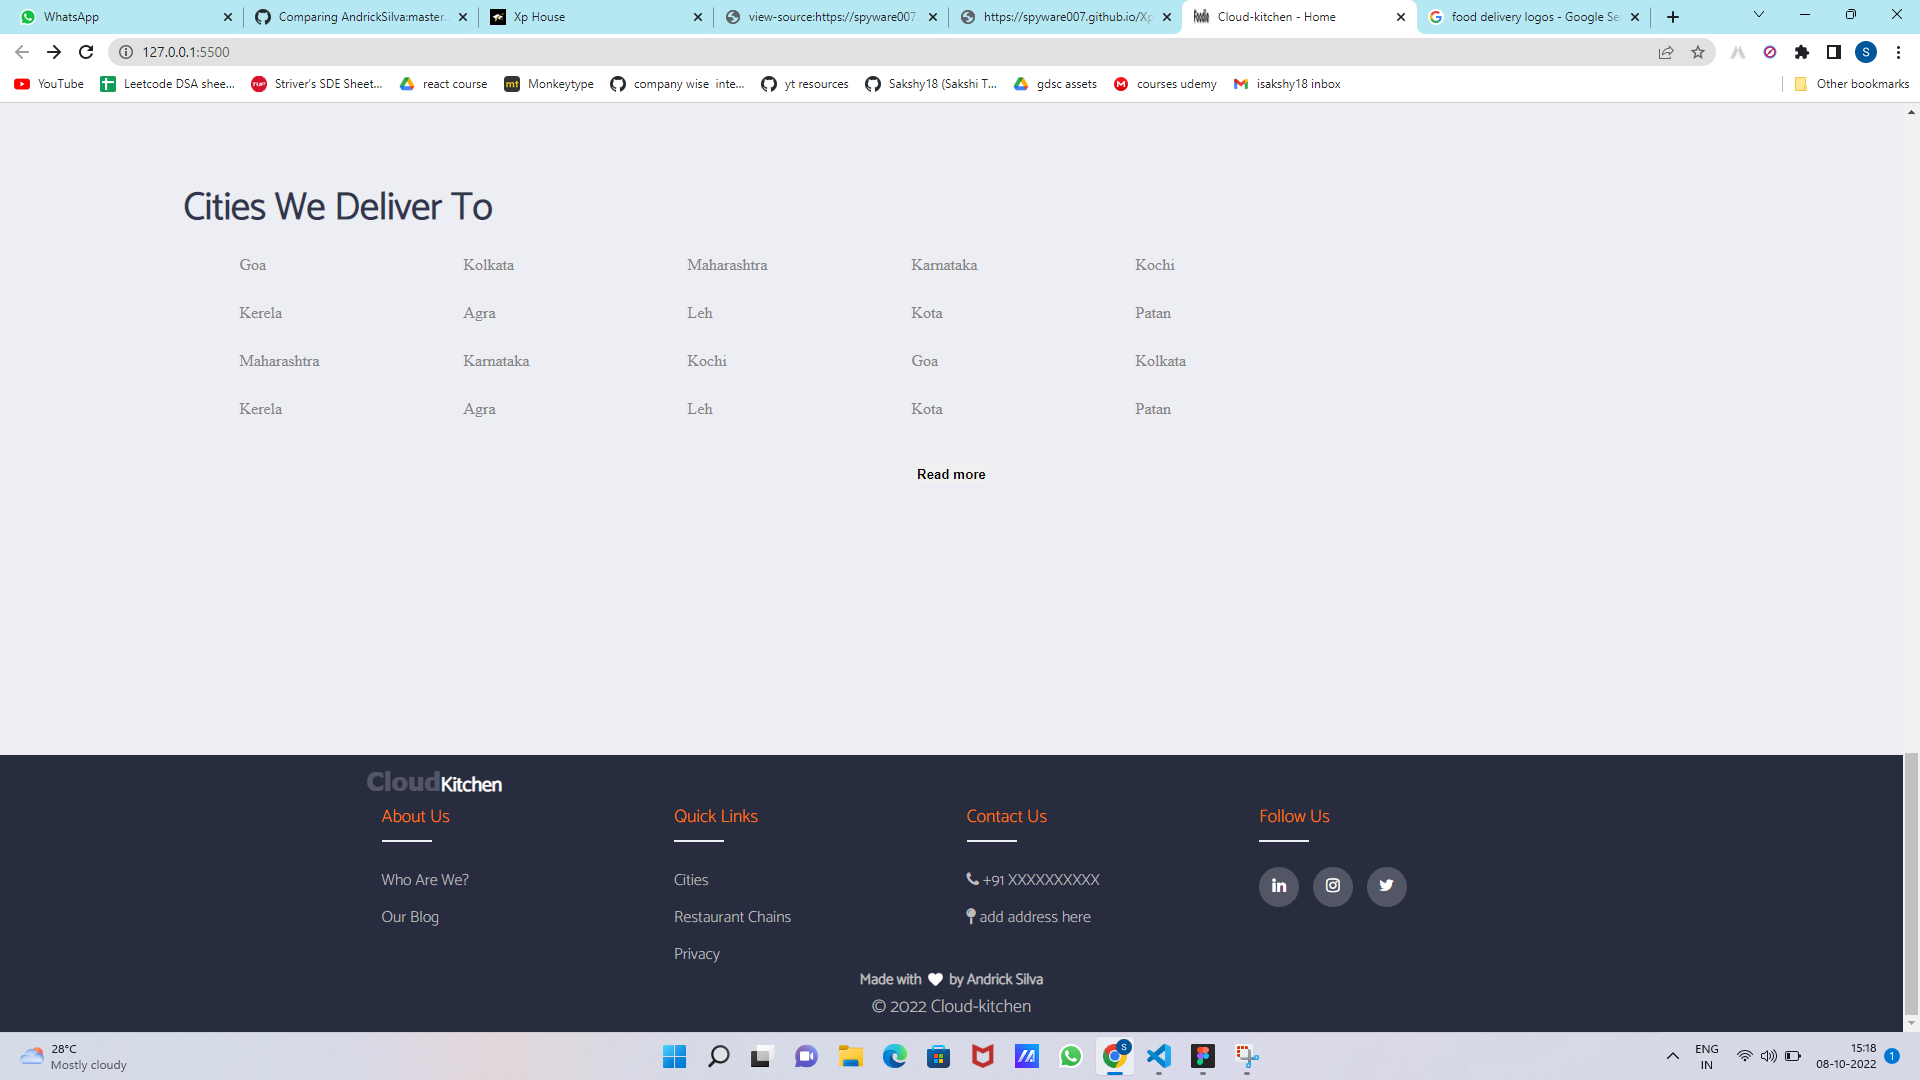 WhatsApp
Comparing AndrickSilva:master.
Xp House
view-source:https://spyware007.
https://spyware007.github.io/Xp
Cloud-kitchen - Home
food delivery logos - Google Se
127.0.0.1:5500
S
YouTube
Leetcode DSA shee...
Striver's SDE Sheet...
react course
mt Monkeytype
company wise inte...
yt resources
Sakshy18 (Sakshi T...
gdsc assets
courses udemy
isakshy18 inbox
Other bookmarks
Cities We Deliver To
Goa Kolkata Maharashtra Karnataka Kochi
Kerela Agra Leh Kota Patan
Maharashtra Karnataka Kochi Goa Kolkata
Kerela Agra Leh Kota Patan
Read more
CloudKitchen
About Us
Who Are We?
Our Blog
Quick Links
Cities
Restaurant Chains
Privacy
Contact Us
+91 XXXXXXXXXX
add address here
Follow Us
in
Made with by Andrick Silva
© 2022 Cloud-kitchen
28°C
Mostly cloudy
S
ENG
IN
15:18
08-10-2022
1